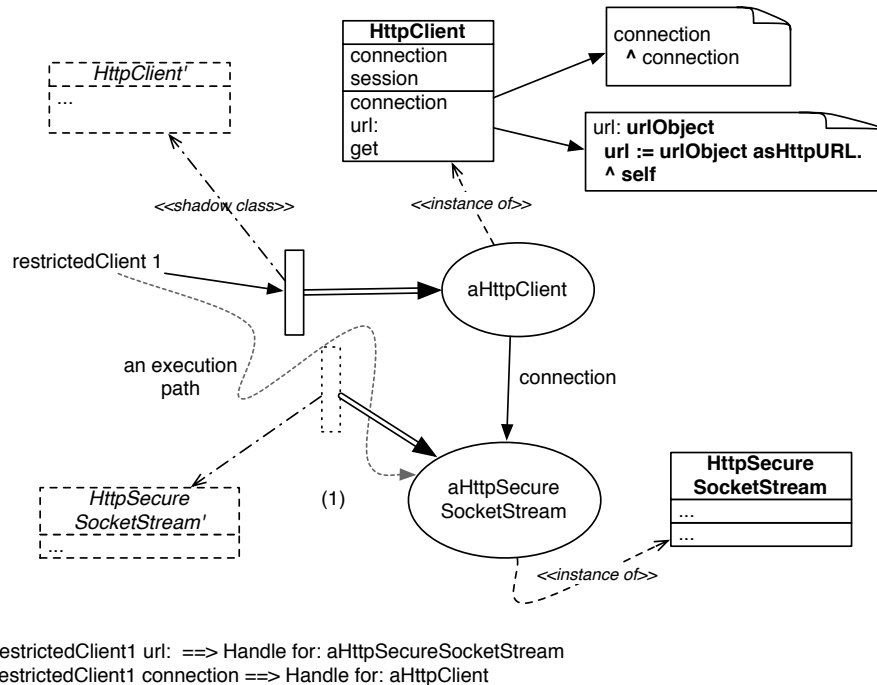 HttpClient
connection
session
connection
url:
get
connection
^ connection
url: urlObject
url := urlObject asHttpURL.
^ self
HttpClient'
...
<<shadow class>>
<<instance of>>
restrictedClient 1
aHttpClient
an execution
path
connection
HttpSecure
SocketStream'
...
(1)
aHttpSecure
SocketStream
HttpSecure
SocketStream
...
...
<<instance of>>
estrictedClient1 url: ==> Handle for: aHttpSecureSocketStream
estrictedClient1 connection ==> Handle for: aHttpClient